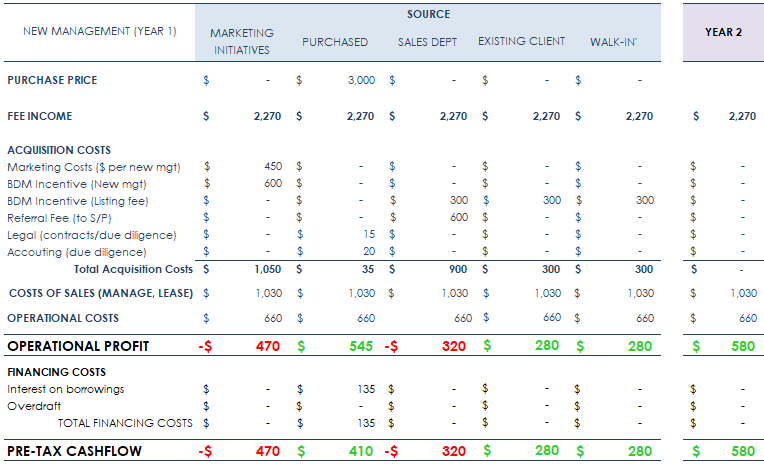 SOURCE
NEW MANAGEMENT (YEAR 1) MARKETING INITIATIVES PURCHASED SALES DEPT EXISTING CLIENT WALK-IN' YEAR 2
PURCHASE PRICE $ - $ 3,000 $ - $ - $ -
FEE INCOME $ 2,270 $ 2,270 $ 2,270 $ 2,270 $ 2,270 $ 2,270
ACQUISITION COSTS
Marketing Costs ($ per new mgt) $ 450 $ - $ - $ - $ - $ -
BDM Incentive (New mgt) $ 600 $ - $ - $ - $ - $ -
BDM Incentive (Listing fee) $ - $ - $ 300 $ 300 $ 300 $ -
Referral Fee (to S/P) $ - $ - $ 600 $ - $ - $ -
Legal (contracts/due diligence) $ - $ 15 $ - $ - $ - $ -
Accouting (due diligence) $ - $ 20 $ - $ - $ - $ -
Total Acquisition Costs $ 1,050 $ 35 $ 900 $ 300 $ 300 $ -
COSTS OF SALES (MANAGE, LEASE) $ 1,030 $ 1,030 $ 1,030 $ 1,030 $ 1,030 $ 1,030
OPERATIONAL COSTS $ 660 $ 660 660 $ 660 $ 660 $ 660
OPERATIONAL PROFIT -$ 470 $ 545 -$ 320 $ 280 $ 280 $ 580
FINANCING COSTS
Interest on borrowings $ - $ 135 $ - $ - $ - $ -
Overdraft $ - $ - $ - $ - $ - $ -
TOTAL FINANCING COSTS $ - $ 135 $ - $ - $ - $ -
PRE-TAX CASHFLOW -$ 470 $ 410 -$ 320 $ 280 $ 280 $ 580